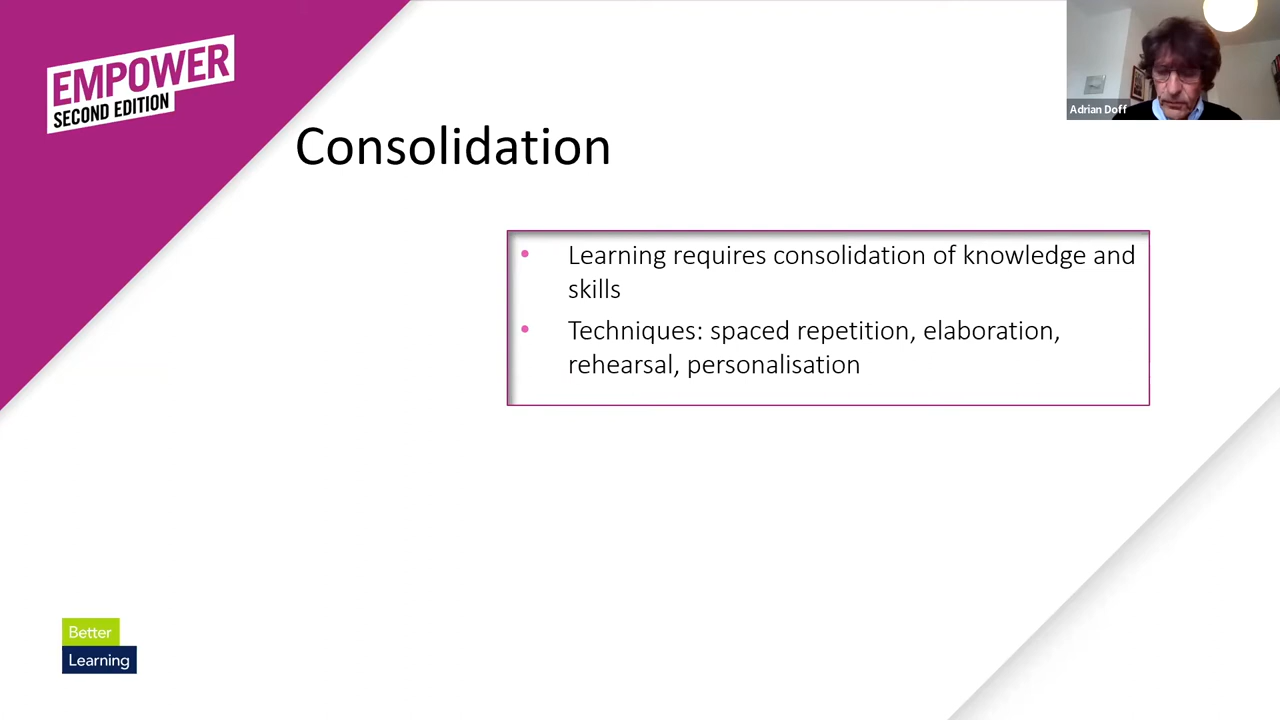 EMPOWER
SECOND EDITION
Adrian Doff
Consolidation
• Learning requires consolidation of knowledge and
skills
• Techniques: spaced repetition, elaboration,
rehearsal, personalisation
Better
Learning